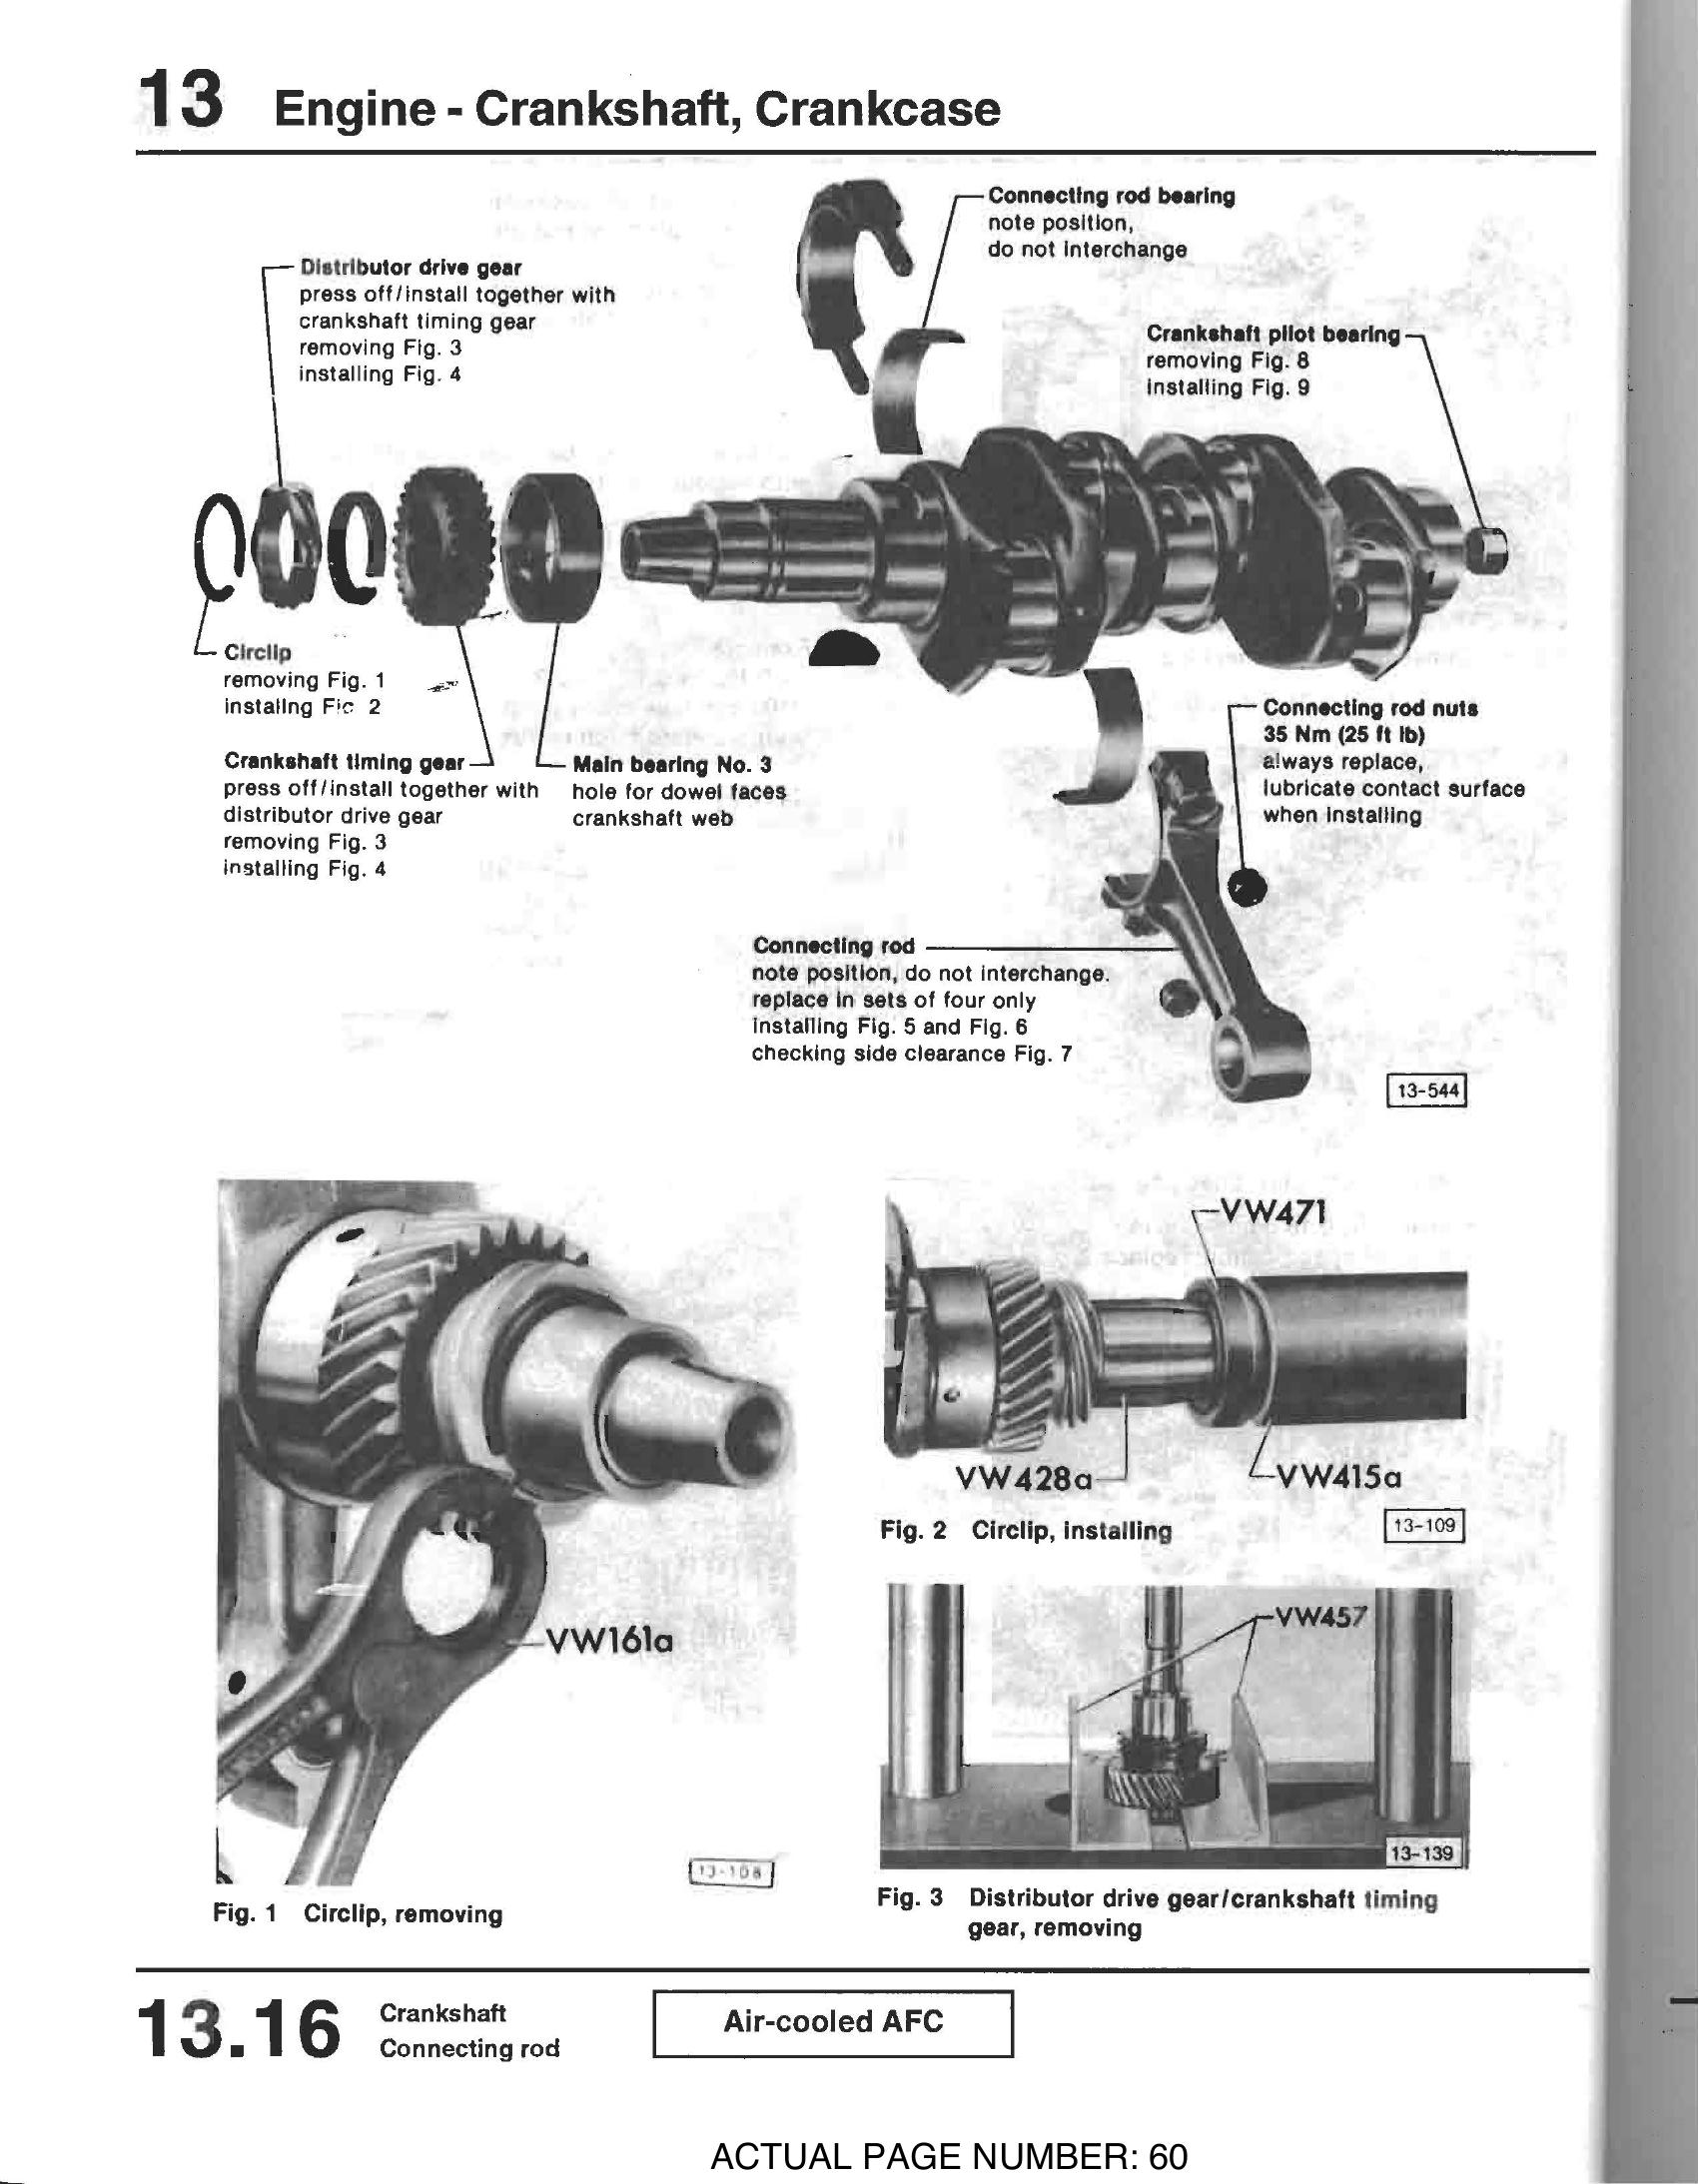 13 Engine - Crankshaft, Crankcase
Connecting rod bearing
note position,
do not interchange
Distributor drive gear
press off/install together with
crankshaft timing gear
removing Fig. 3
installing Fig. 4
Crankshaft pilot bearing
removing Fig. 8
installing Fig. 9
Circlip
removing Fig. 1
installng Fig 2
Crankshaft timing gear
press off/install together with
distributor drive gear
removing Fig. 3
installing Fig. 4
Main bearing No. 3
hole for dowel faces
crankshaft web
Connecting rod nuts
35 Nm (25 ft lb)
always replace,
lubricate contact surface
when installing
Connecting rod
note position, do not interchange.
replace in sets of four only
installing Fig. 5 and Fig. 6
checking side clearance Fig. 7
13-544
VW161a
13-108
Fig. 1 Circlip, removing
VW471
VW428a
VW415a
Fig. 2 Circlip, installing
13-109
VW457
13-139
Fig. 3 Distributor drive gear/crankshaft timing
gear, removing
13.16
Crankshaft
Connecting rod
Air-cooled AFC
ACTUAL PAGE NUMBER: 60